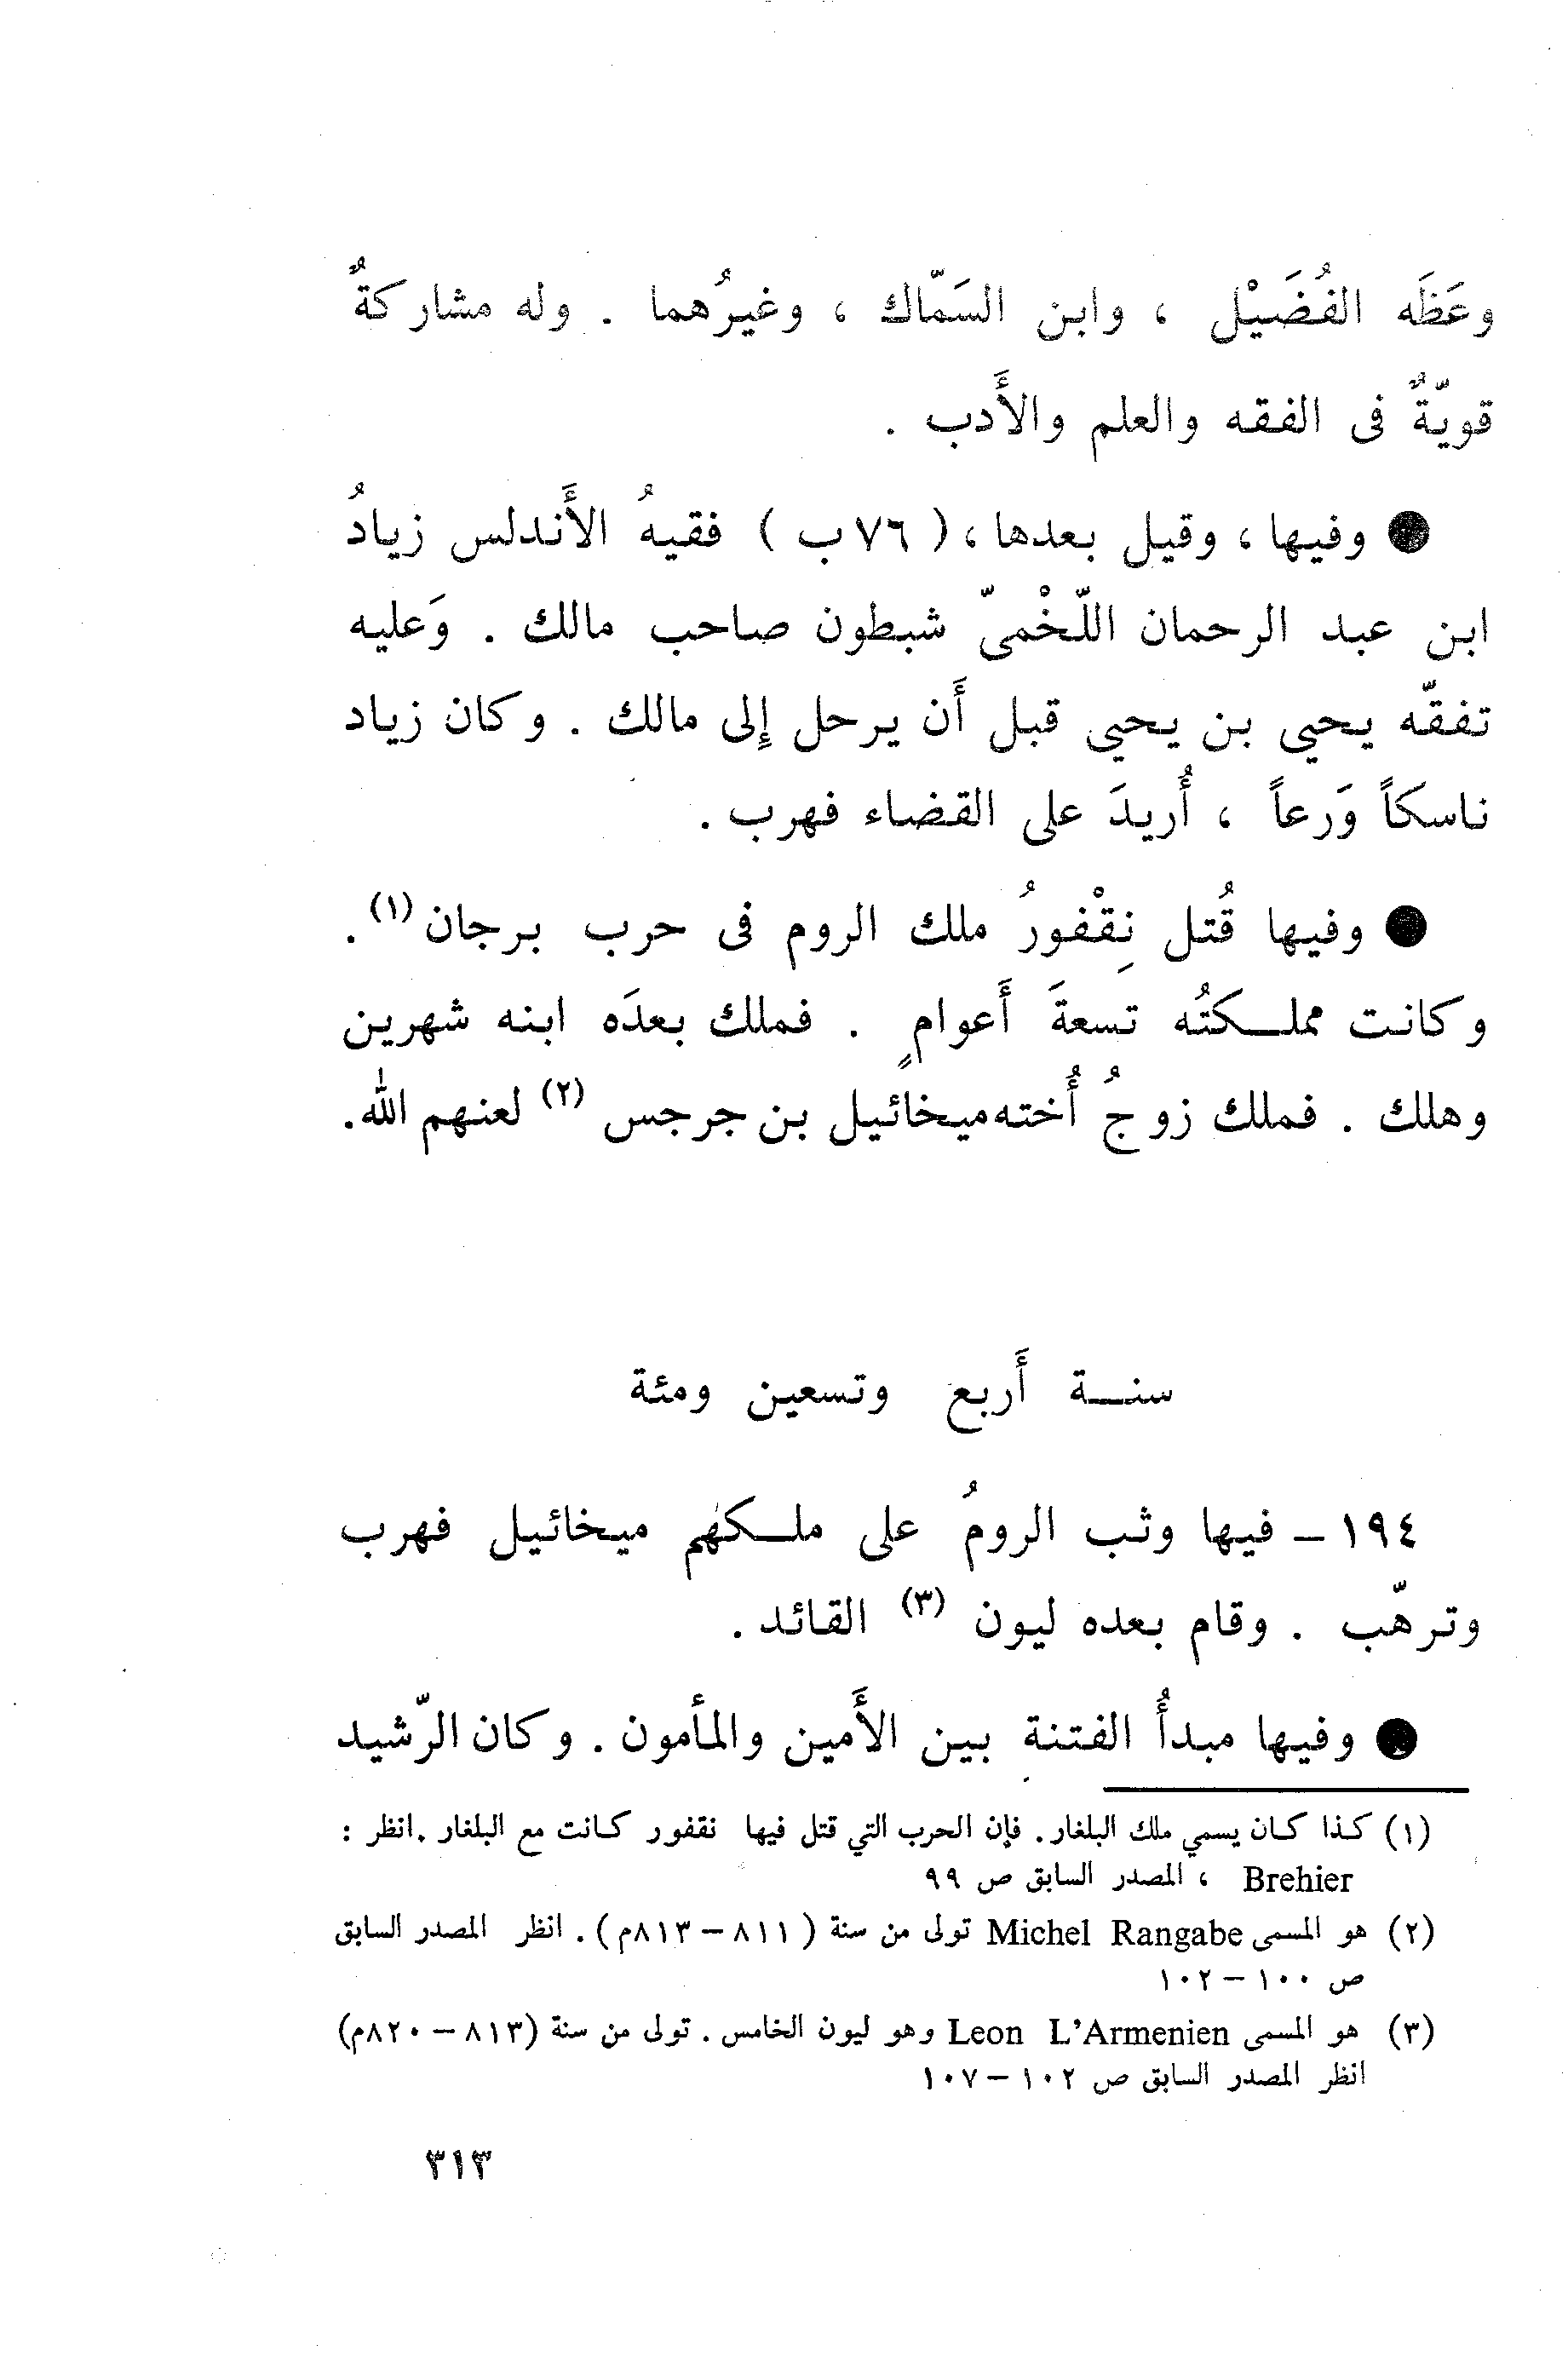 وعَظَه الفُضَيْل ، وابن السَمّاك ، وغيرُهما . وله مشاركةٌ
قويّةٌ فى الفقه والعلم والأَدب .
● وفيها ، وقيل بعدها ، ( ٧٦ب ) فقيهُ الأَندلس زيادُ
ابن عبد الرحمان اللّخْمىّ شبطون صاحب مالك . وَعليه
تفقّه يحيي بن يحيي قبل أَن يرحل إِلى مالك . وكان زياد
ناسكاً وَرعاً ، أُريدَ على القضاء فهرب .
● وفيها قُتل نِقْفورُ ملك الروم فى حرب برجان (١) .
وكانت مملـكتُه تسعةَ أَعوامٍ . فملك بعدَه ابنه شهرين
وهلك . فملك زوجُ أُخته ميخائيل بن جرجس (٢) لعنهم الله .
سنـة أَربع وتسعين ومئة
١٩٤ – فيها وثب الرومُ على ملـكهم ميخائيل فهرب
وترهّب . وقام بعده ليون (٣) القائد .
● وفيها مبدأُ الفتنة بين الأَمين والمأمون . وكان الرّشيد
(١) كذا كان يسمي ملك البلغار . فإن الحرب التي قتل فيها نقفور كانت مع البلغار . انظر :
Brehier ، المصدر السابق ص ٩٩
(٢) هو المسمى Michel Rangabe تولى من سنة ( ٨١١ – ٨١٣م ) . انظر المصدر السابق
ص ١٠٠ – ١٠٢
(٣) هو المسمى Leon L'Armenien وهو ليون الخامس . تولى من سنة (٨١٣ – ٨٢٠م)
انظر المصدر السابق ص ١٠٢ – ١٠٧
٣١٣